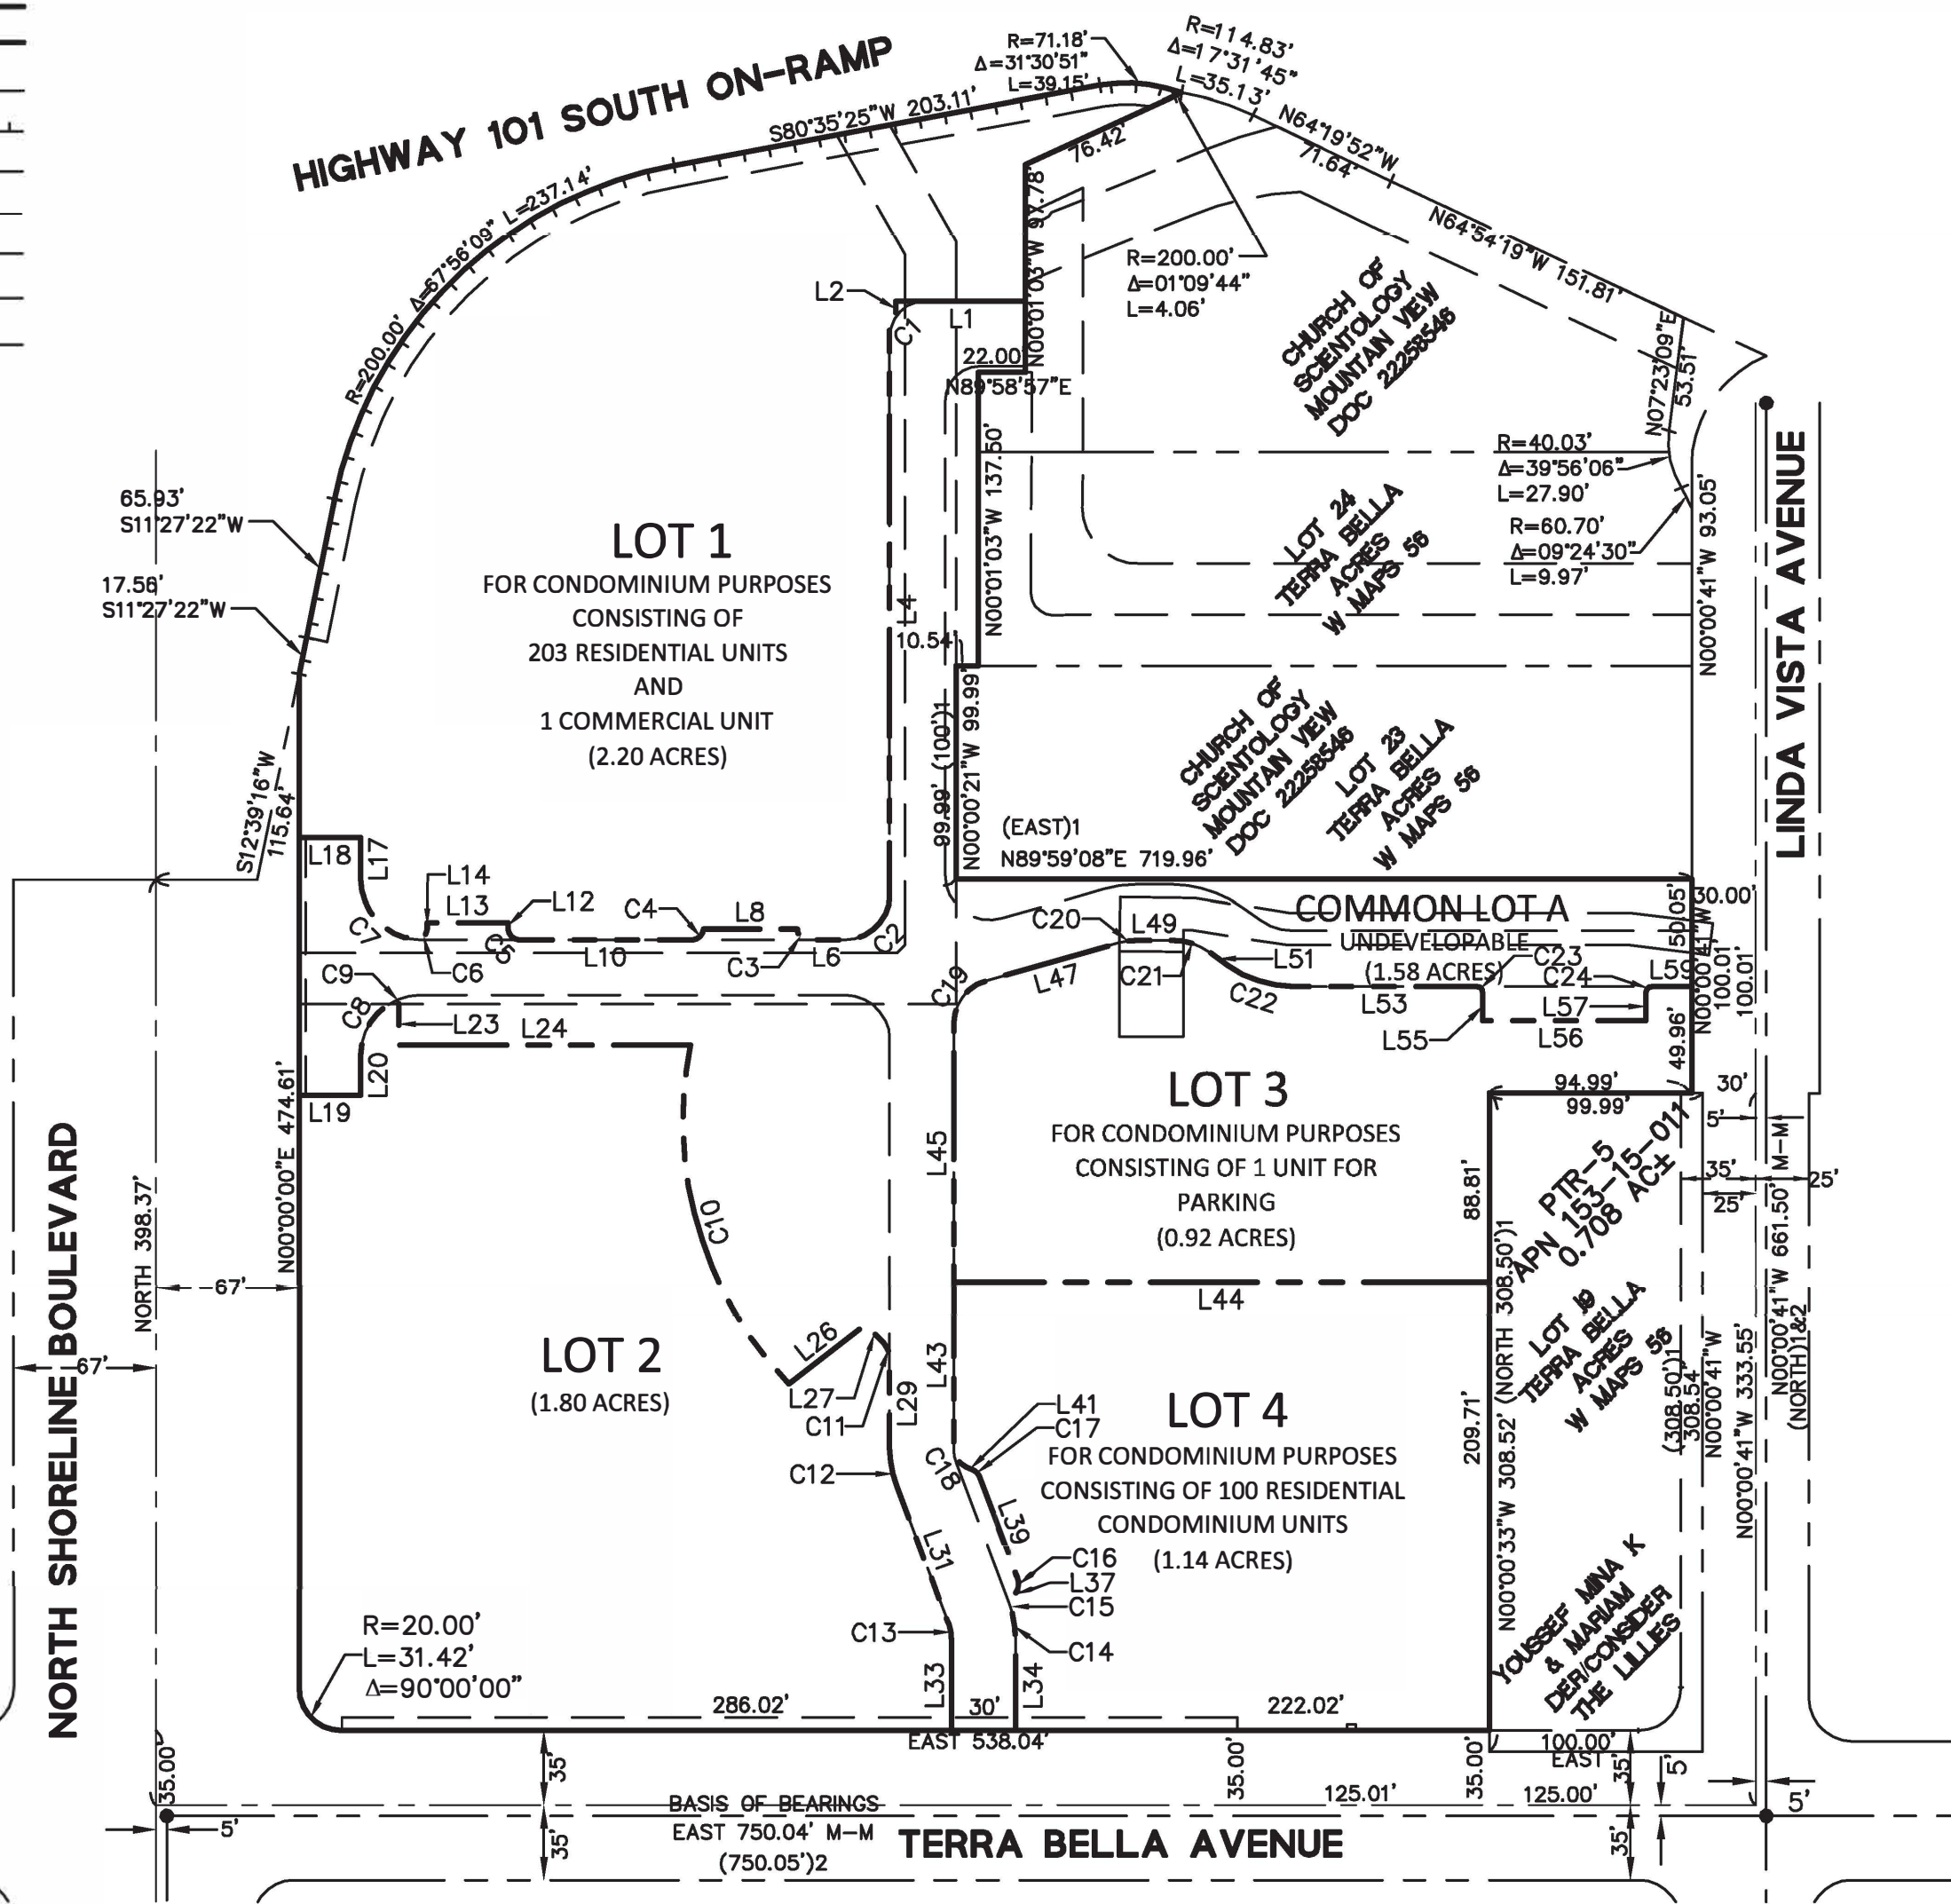 HIGHWAY 101 SOUTH ON-RAMP
R=71.18'
Δ=31°30'51"
L=39.15'
R=114.83'
Δ=17°31'45"
L=35.13'
N64°19'52"W
71.64'
S80°35'25"W 203.11'
76.42'
R=200.00' Δ=67°56'09" L=237.14'
N64°54'19"W 151.81'
N00°01'03"W 97.78'
R=200.00'
Δ=01°09'44"
L=4.06'
L2
C1
L1
22.00'
N89°58'57"E
CHURCH OF
SCIENTOLOGY
MOUNTAIN VIEW
DOC 22258546
N07°23'09"E
53.51'
R=40.03'
Δ=39°56'06"
L=27.90'
R=60.70'
Δ=09°24'30"
L=9.97'
N00°00'41"W 93.05'
LINDA VISTA AVENUE
65.93'
S11°27'22"W
17.56'
S11°27'22"W
LOT 1
FOR CONDOMINIUM PURPOSES
CONSISTING OF
203 RESIDENTIAL UNITS
AND
1 COMMERCIAL UNIT
(2.20 ACRES)
N00°01'03"W 137.50'
L4
10.54'
LOT 24
TERRA BELLA
ACRES
W MAPS 56
99.99' (100')1
N00°00'21"W 99.99'
CHURCH OF
SCIENTOLOGY
MOUNTAIN VIEW
DOC 22258546
LOT 23
TERRA BELLA
ACRES
W MAPS 56
(EAST)1
N89°59'08"E 719.96'
S12°39'16"W
115.64'
L18
L17
L14
L13
L12
C4
L8
C7
C6
C5
L10
C3
L6
C2
C9
C8
L23
L24
L20
L19
COMMON LOT A
UNDEVELOPABLE
(1.58 ACRES)
C20
L49
C21
L51
C22
C19
L47
L53
C23
C24
L59
L57
L55
L56
50.05'
30.00'
N00°00'41"W
100.01'
100.01'
49.96'
94.99'
99.99'
30'
5'
35'
25'
25'
NORTH SHORELINE BOULEVARD
NORTH 398.37'
67'
67'
N00°00'00"E 474.61'
C10
L45
LOT 3
FOR CONDOMINIUM PURPOSES
CONSISTING OF 1 UNIT FOR
PARKING
(0.92 ACRES)
88.81'
L44
PTR-5
APN 153-15-011
0.708 AC±
LOT 19
TERRA BELLA
ACRES
W MAPS 56
N00°00'33"W 308.52' (NORTH 308.50')1
209.71'
(308.50')1
308.54'
N00°00'41"W
N00°00'41"W 333.55'
N00°00'41"W 661.50' M-M
(NORTH)1&2
LOT 2
(1.80 ACRES)
L26
L27
C11
L29
L43
C12
L31
C13
L33
C18
L41
C17
L39
C16
L37
C15
C14
L34
LOT 4
FOR CONDOMINIUM PURPOSES
CONSISTING OF 100 RESIDENTIAL
CONDOMINIUM UNITS
(1.14 ACRES)
YOUSSEF MINA K
& MARIAM
DER/CONSIDER
THE LILLIES
R=20.00'
L=31.42'
Δ=90°00'00"
286.02'
30'
222.02'
EAST 538.04'
100.00'
EAST
35.00'
35'
35.00'
35.00'
125.01'
125.00'
35'
5'
5'
5'
35'
35'
BASIS OF BEARINGS
EAST 750.04' M-M
(750.05')2
TERRA BELLA AVENUE